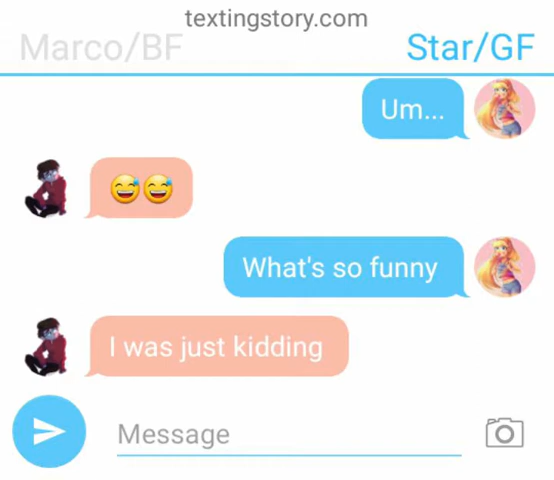 textingstory.com
Marco/BF
Star/GF
Um...
😅😅
What's so funny
I was just kidding
Message